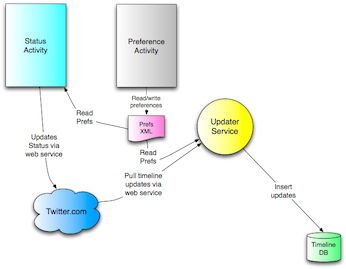 Status
Activity
Preference
Activity
Read/write
preferences
Read
Prefs
Prefs
XML
Updater
Service
Read
Prefs
Updates
Status via
web service
Pull timeline
updates via
web service
Insert
updates
Twitter.com
Timeline
DB